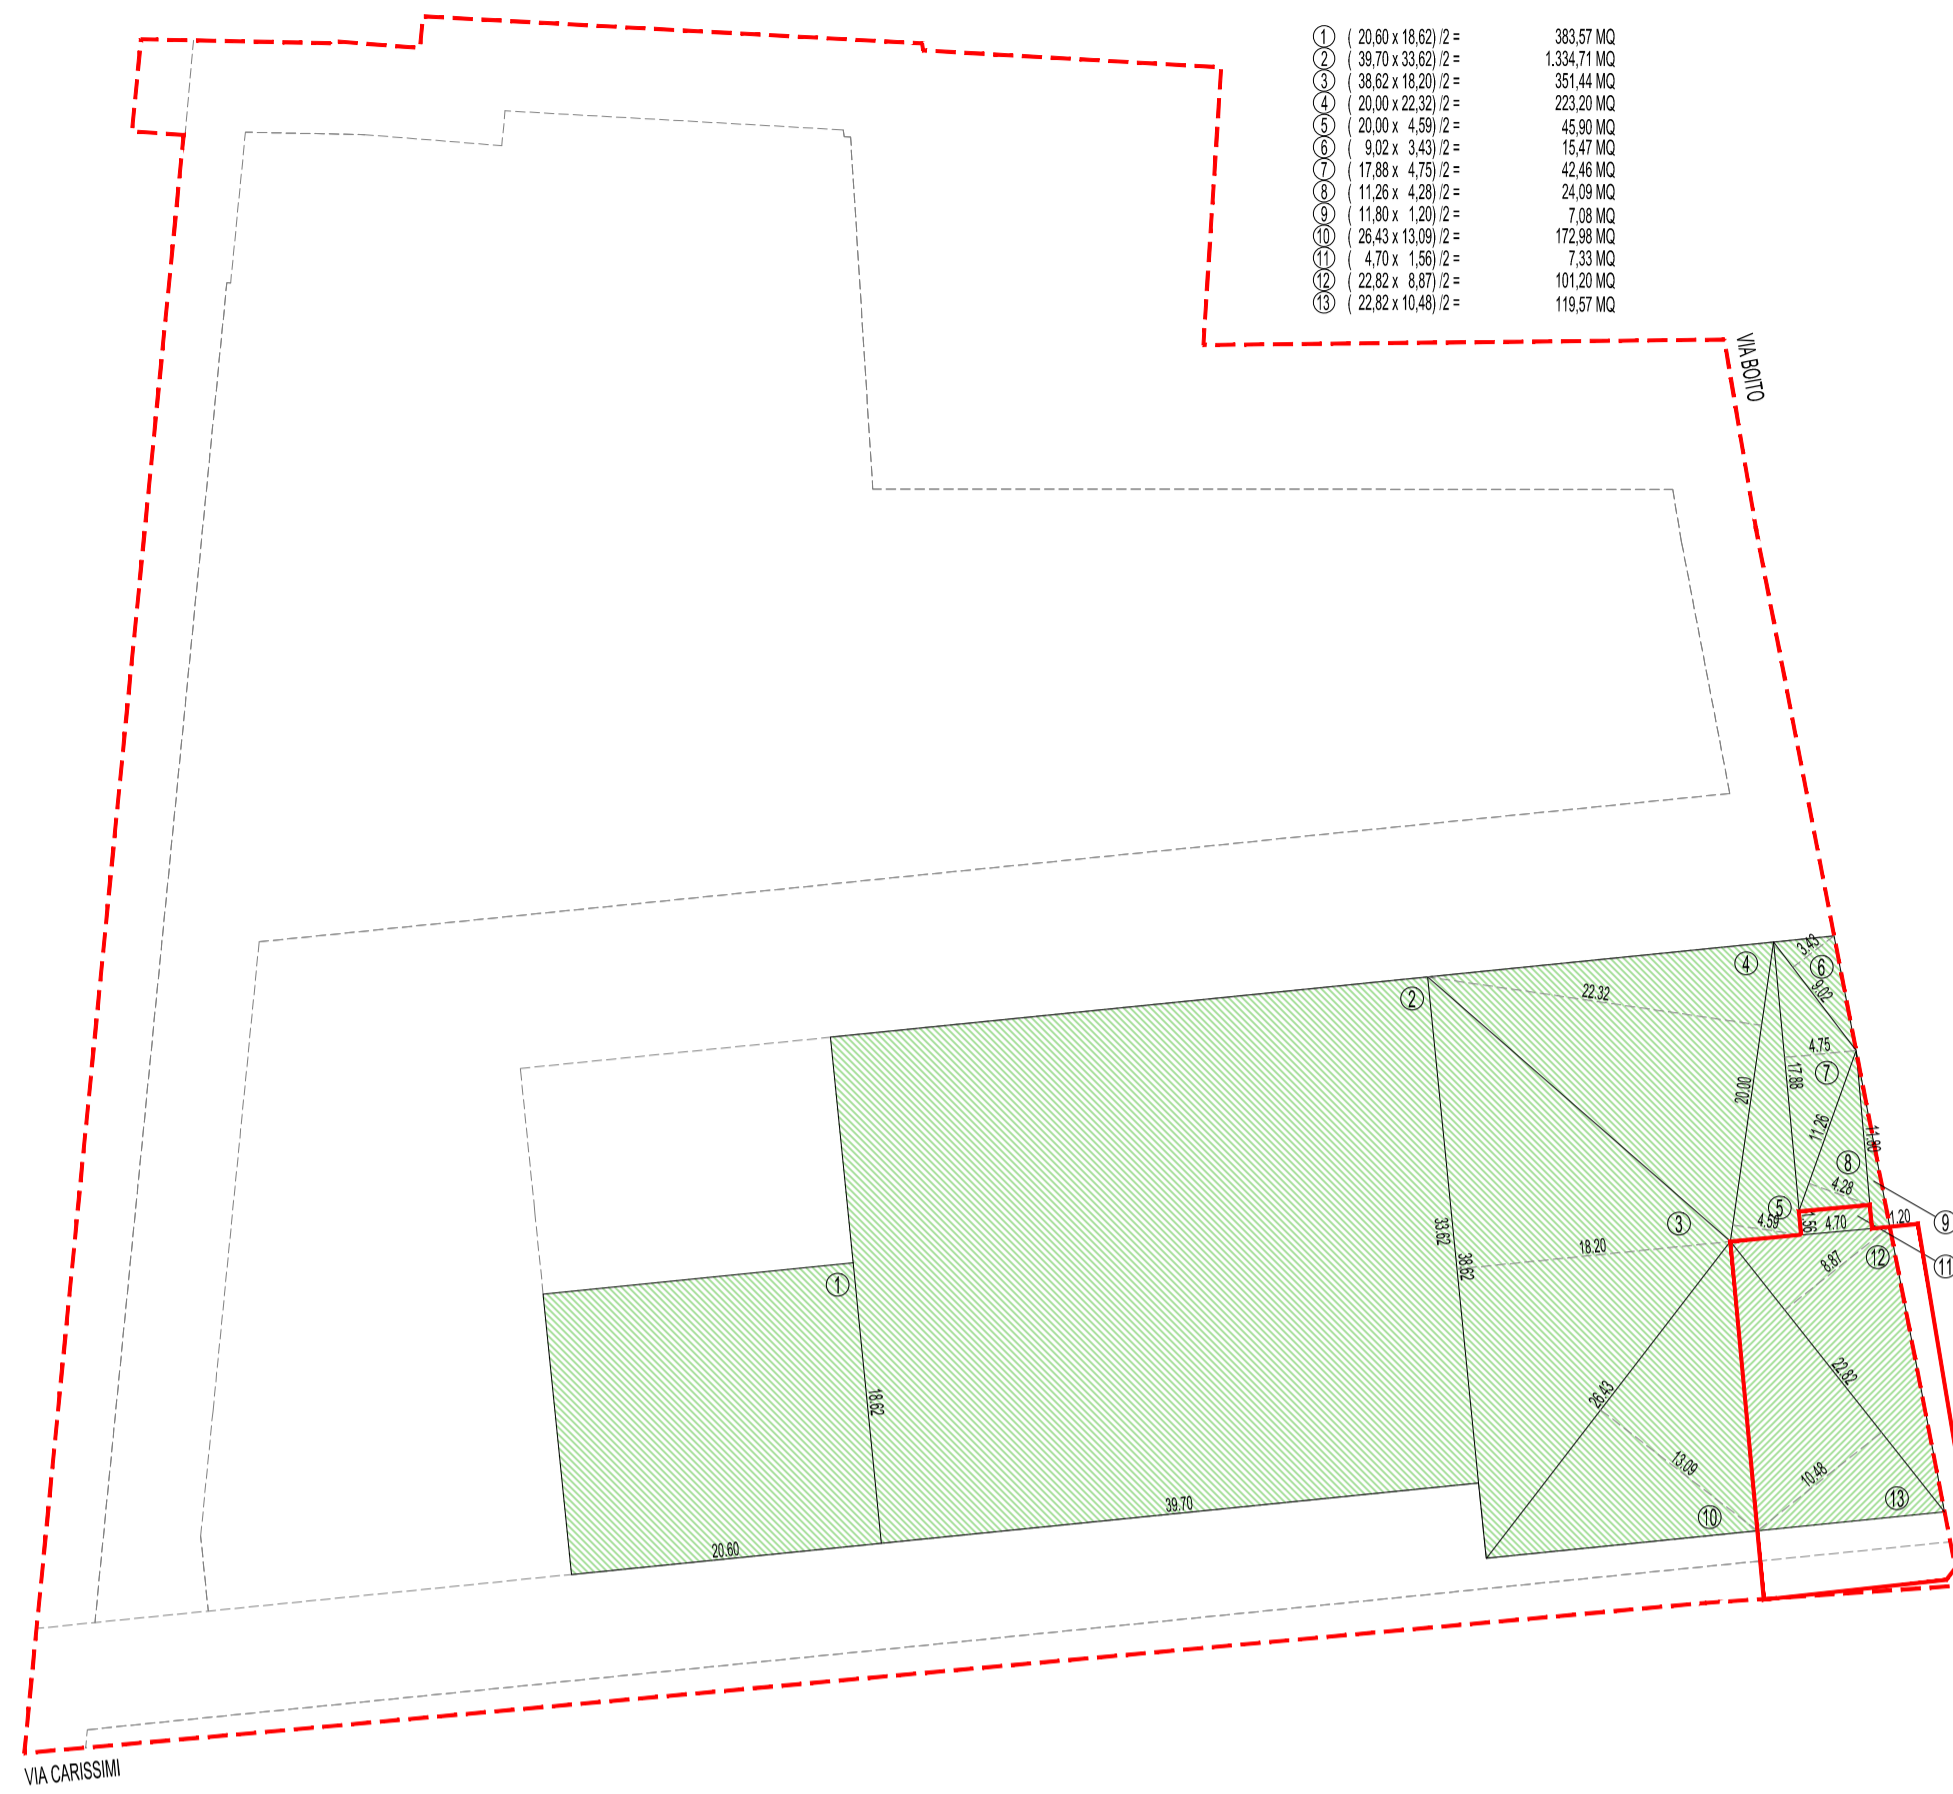 ① ( 20,60 x 18,62) /2 = 383,57 MQ
② ( 39,70 x 33,62) /2 = 1.334,71 MQ
③ ( 38,62 x 18,20) /2 = 351,44 MQ
④ ( 20,00 x 22,32) /2 = 223,20 MQ
⑤ ( 20,00 x 4,59) /2 = 45,90 MQ
⑥ ( 9,02 x 3,43) /2 = 15,47 MQ
⑦ ( 17,88 x 4,75) /2 = 42,46 MQ
⑧ ( 11,26 x 4,28) /2 = 24,09 MQ
⑨ ( 11,80 x 1,20) /2 = 7,08 MQ
⑩ ( 26,43 x 13,09) /2 = 172,98 MQ
⑪ ( 4,70 x 1,56) /2 = 7,33 MQ
⑫ ( 22,82 x 8,87) /2 = 101,20 MQ
⑬ ( 22,82 x 10,48) /2 = 119,57 MQ
VIA BOITO
3.43
④
⑥
②
22.32
9.02
4.75
17.88
⑦
20.00
11.26
11.80
⑧
4.28
⑤
③
4.59
1.56
4.70
1.20
⑨
33.62
38.62
18.20
8.87
⑫
⑪
①
18.62
26.43
22.82
13.09
10.48
39.70
⑩
⑬
20.60
VIA CARISSIMI